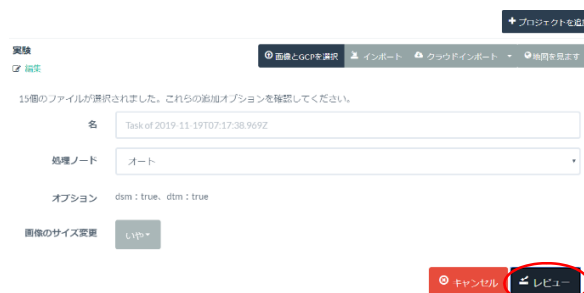 +プロジェクトを追
実験
編集
画像とGCPを選択 インポート クラウドインポート 地図を見ます
15個のファイルが選択されました。これらの追加オプションを確認してください。
名 Task of 2019-11-19T07:17:38.969Z
処理ノード オート
オプション dsm:true、dtm:true
画像のサイズ変更 いや
キャンセル レビュー